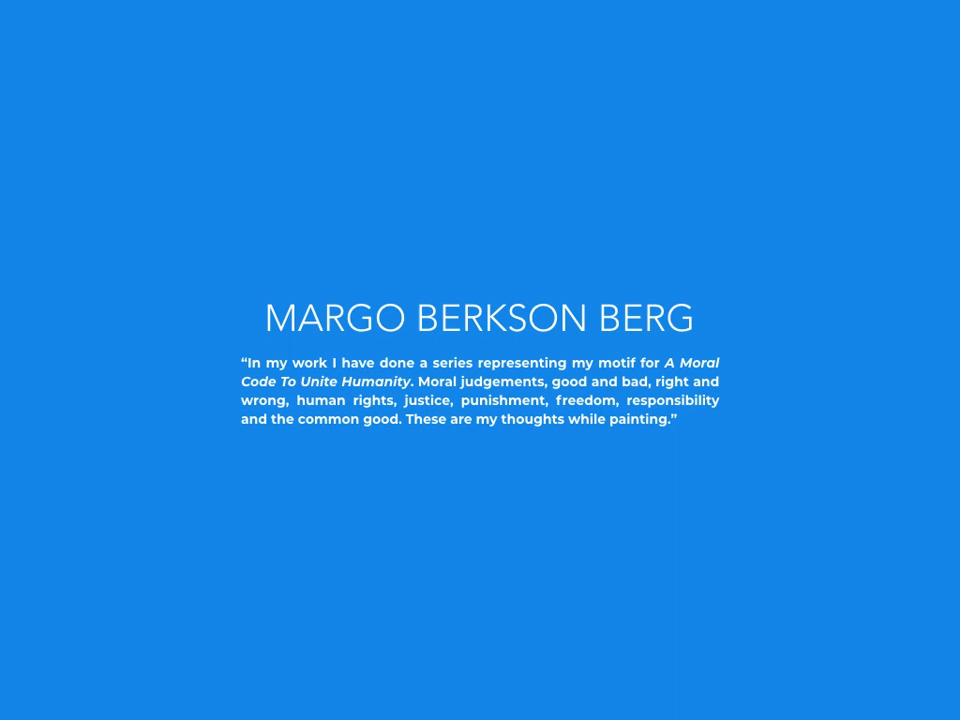 MARGO BERKSON BERG
“In my work I have done a series representing my motif for A Moral
Code To Unite Humanity. Moral judgements, good and bad, right and
wrong, human rights, justice, punishment, freedom, responsibility
and the common good. These are my thoughts while painting.”